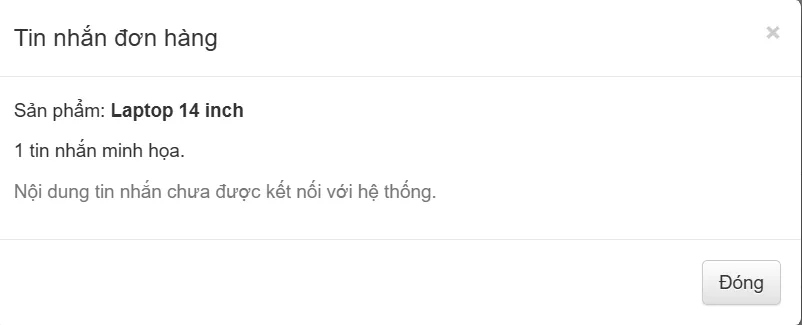 Tin nhắn đơn hàng
×
Sản phẩm: Laptop 14 inch
1 tin nhắn minh họa.
Nội dung tin nhắn chưa được kết nối với hệ thống.
Đóng